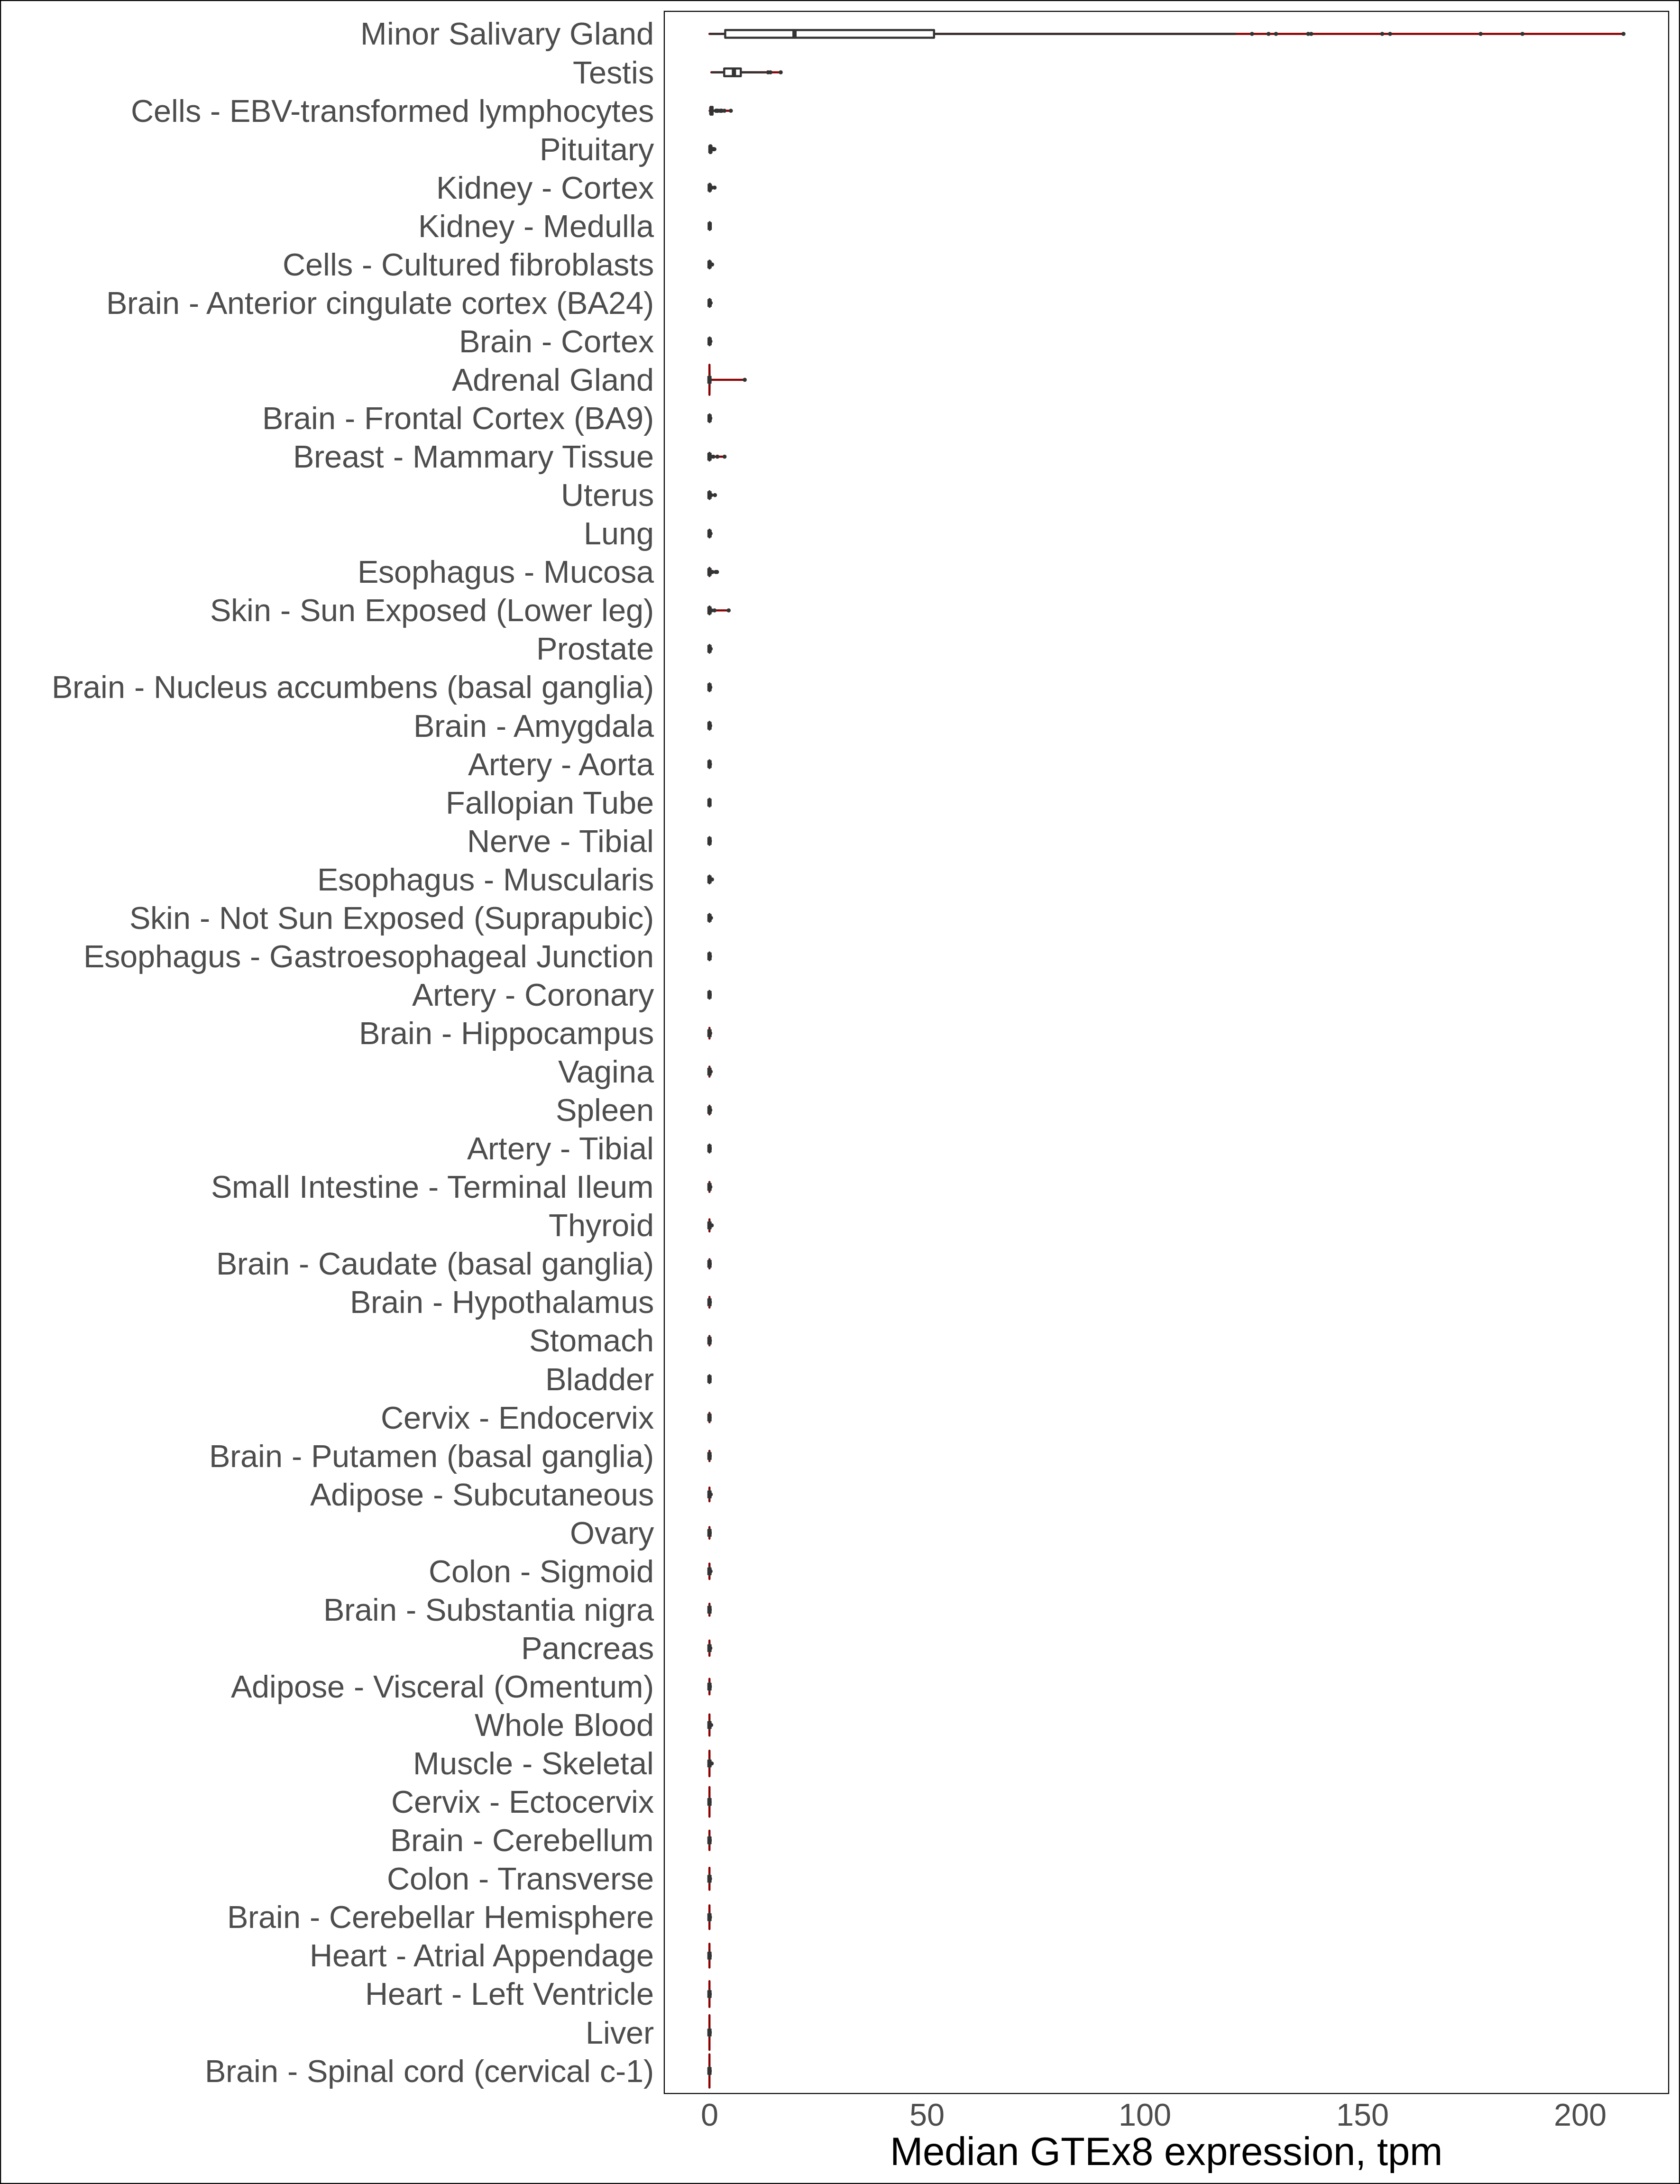 Minor Salivary Gland
Testis
Cells - EBV-transformed lymphocytes
Pituitary
Kidney - Cortex
Kidney - Medulla
Cells - Cultured fibroblasts
Brain - Anterior cingulate cortex (BA24)
Brain - Cortex
Adrenal Gland
Brain - Frontal Cortex (BA9)
Breast - Mammary Tissue
Uterus
Lung
Esophagus - Mucosa
Skin - Sun Exposed (Lower leg)
Prostate
Brain - Nucleus accumbens (basal ganglia)
Brain - Amygdala
Artery - Aorta
Fallopian Tube
Nerve - Tibial
Esophagus - Muscularis
Skin - Not Sun Exposed (Suprapubic)
Esophagus - Gastroesophageal Junction
Artery - Coronary
Brain - Hippocampus
Vagina
Spleen
Artery - Tibial
Small Intestine - Terminal Ileum
Thyroid
Brain - Caudate (basal ganglia)
Brain - Hypothalamus
Stomach
Bladder
Cervix - Endocervix
Brain - Putamen (basal ganglia)
Adipose - Subcutaneous
Ovary
Colon - Sigmoid
Brain - Substantia nigra
Pancreas
Adipose - Visceral (Omentum)
Whole Blood
Muscle - Skeletal
Cervix - Ectocervix
Brain - Cerebellum
Colon - Transverse
Brain - Cerebellar Hemisphere
Heart - Atrial Appendage
Heart - Left Ventricle
Liver
Brain - Spinal cord (cervical c-1)
0 50 100 150 200
Median GTEx8 expression, tpm